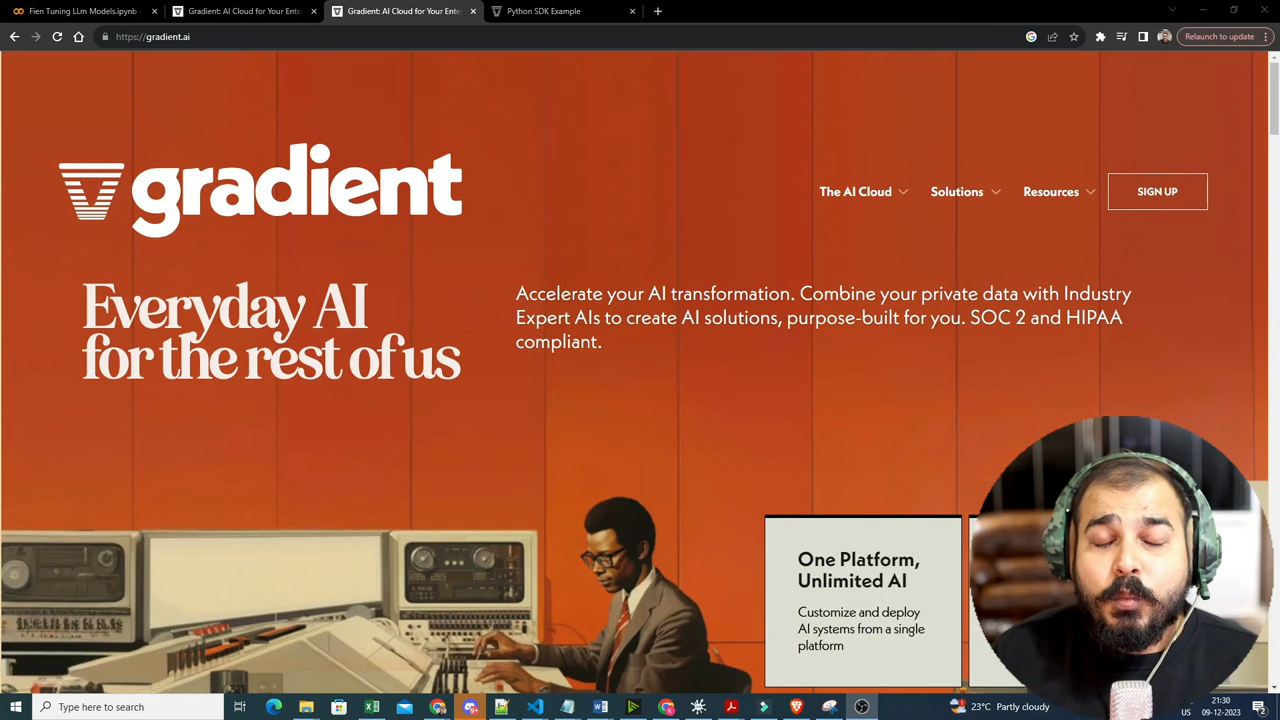 Fien Tuning LLm Models.ipynb -
Gradient: AI Cloud for Your Ente
Gradient: AI Cloud for Your Ente
Python SDK Example
https://gradient.ai
Relaunch to update
gradient
The AI Cloud
Solutions
Resources
SIGN UP
Everyday AI
for the rest of us
Accelerate your AI transformation. Combine your private data with Industry
Expert AIs to create AI solutions, purpose-built for you. SOC 2 and HIPAA
compliant.
One Platform,
Unlimited AI
Customize and deploy
AI systems from a single
platform
Type here to search
23°C Partly cloudy
ENG
US
21:30
09-12-2023